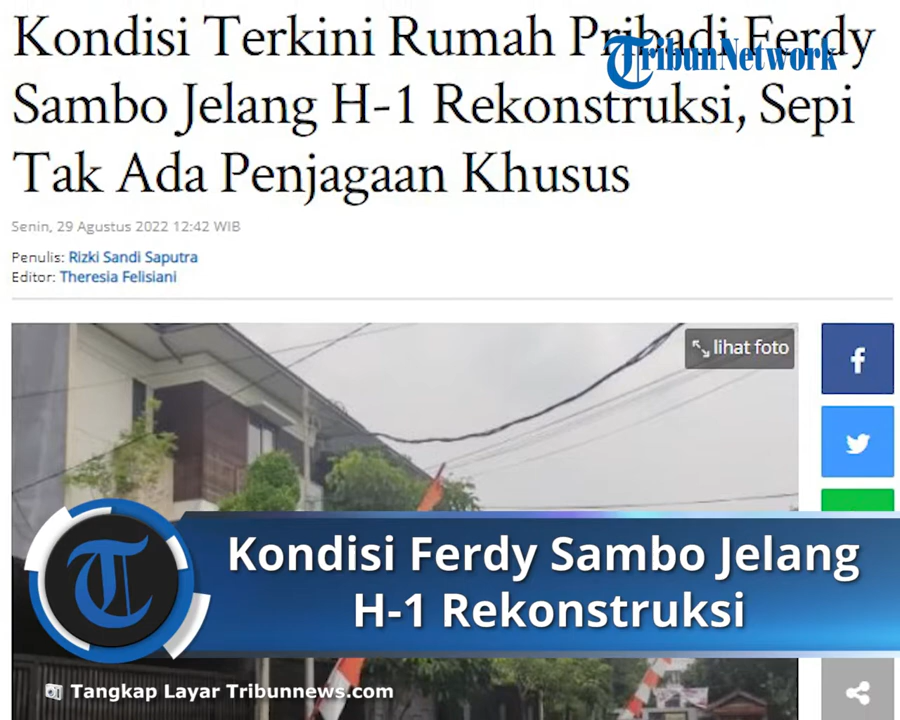 Kondisi Terkini Rumah Pribadi Ferdy
TribunNetwork
Sambo Jelang H-1 Rekonstruksi, Sepi
Tak Ada Penjagaan Khusus
Senin, 29 Agustus 2022 12:42 WIB
Penulis: Rizki Sandi Saputra
Editor: Theresia Felisiani
lihat foto
Kondisi Ferdy Sambo Jelang
H-1 Rekonstruksi
Tangkap Layar Tribunnews.com